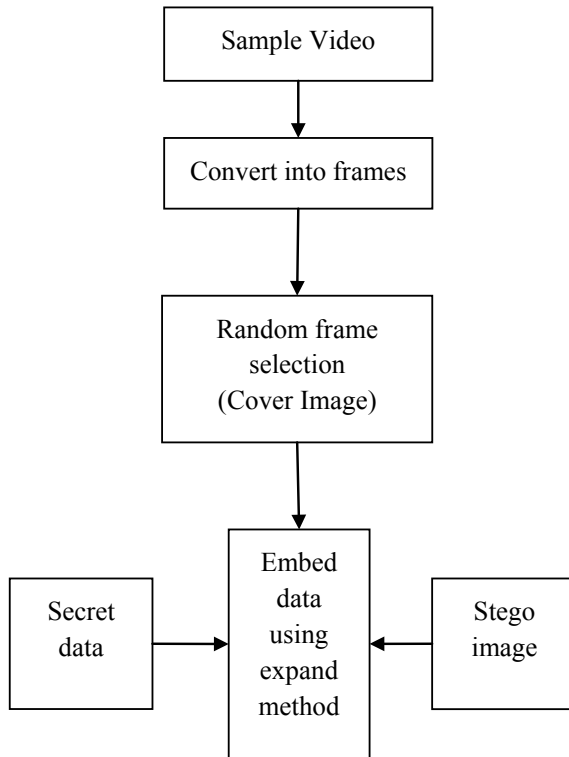 Sample Video
Convert into frames
Random frame
selection
(Cover Image)
Secret
data
Embed
data
using
expand
method
Stego
image